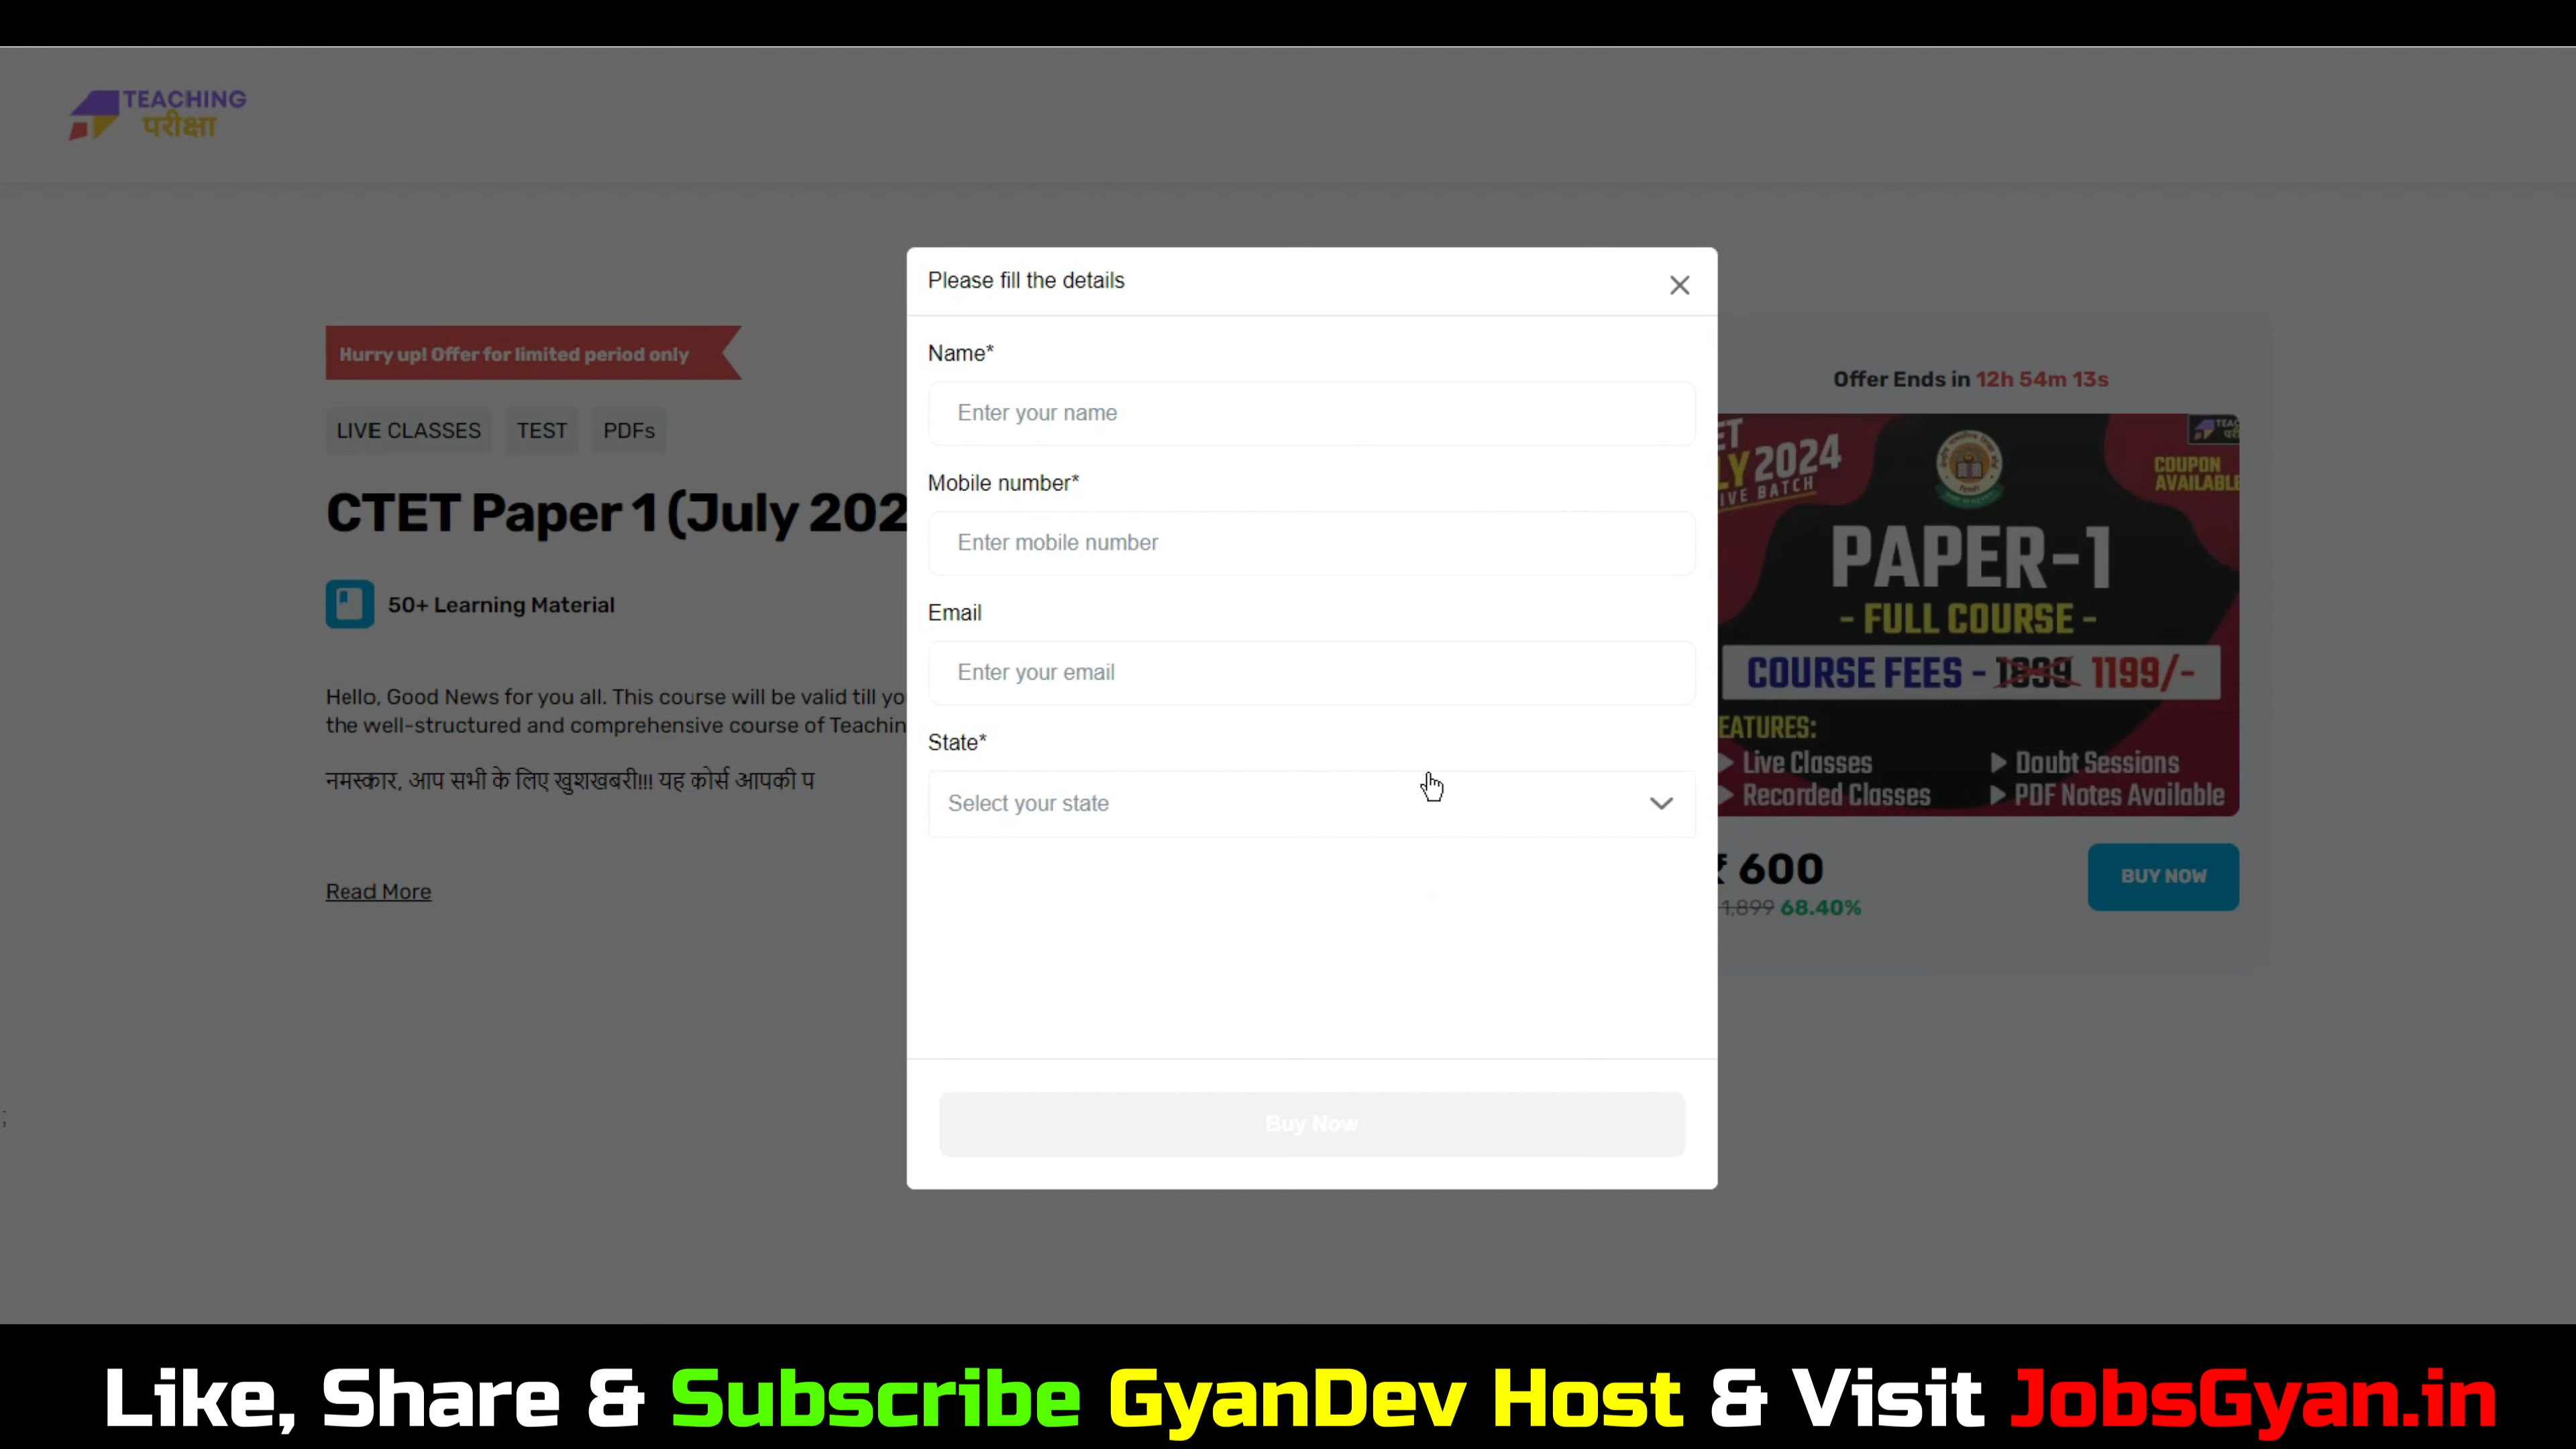 TEACHING
परीक्षा
Please fill the details
Name*
Enter your name
Mobile number*
Enter mobile number
Email
Enter your email
State*
Select your state
Buy Now
Hurry up! Offer for limited period only
LIVE CLASSES TEST PDFs
CTET Paper 1 (July 202
50+ Learning Material
Hello, Good News for you all. This course will be valid till yo
the well-structured and comprehensive course of Teachin
नमस्कार, आप सभी के लिए खुशखबरी!!! यह कोर्स आपकी प
Read More
Offer Ends in 12h 54m 13s
ET
LY 2024
IVE BATCH
COUPON
AVAILABLE
PAPER-1
- FULL COURSE -
COURSE FEES - 1899 1199/-
EATURES:
Live Classes
Doubt Sessions
Recorded Classes
PDF Notes Available
₹ 600
1,899 68.40%
BUY NOW
;
Like, Share & Subscribe GyanDev Host & Visit JobsGyan.in